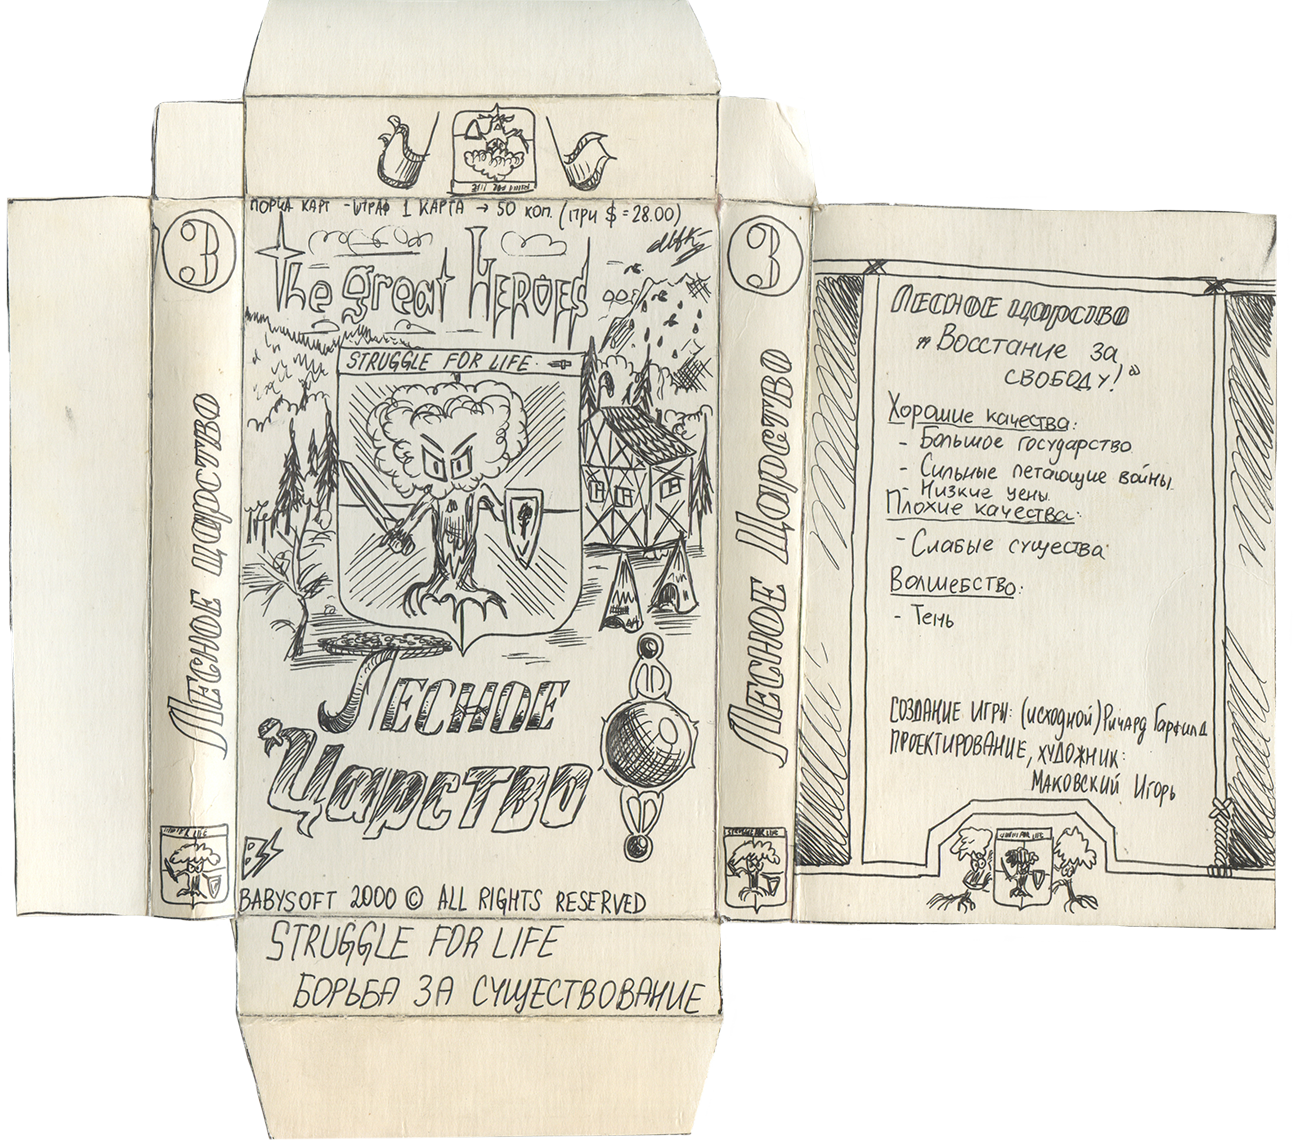 ПОРЧА КАРТ - ШТРАФ 1 КАРТА → 50 КОП. (ПРИ $ = 28.00)
The great HEROES
STRUGGLE FOR LIFE
ЛЕСНОЕ
ЦАРСТВО
BS
BABYSOFT 2000 © ALL RIGHTS RESERVED
STRUGGLE FOR LIFE
БОРЬБА ЗА СУЩЕСТВОВАНИЕ
3
ЛЕСНОЕ ЦАРСТВО
3
ЛЕСНОЕ ЦАРСТВО
ЛЕСНОЕ ЦАРСТВО
„Восстание за
свободу!"
Хорошие качества:
- Большое государство
- Сильные летающие войны
- Низкие цены
Плохие качества:
- Слабые существа
Волшебство:
- Тень
СОЗДАНИЕ ИГРЫ: (исходной) Ричард Гарфилд
ПРОЕКТИРОВАНИЕ, ХУДОЖНИК:
МАКОВСКИЙ Игорь